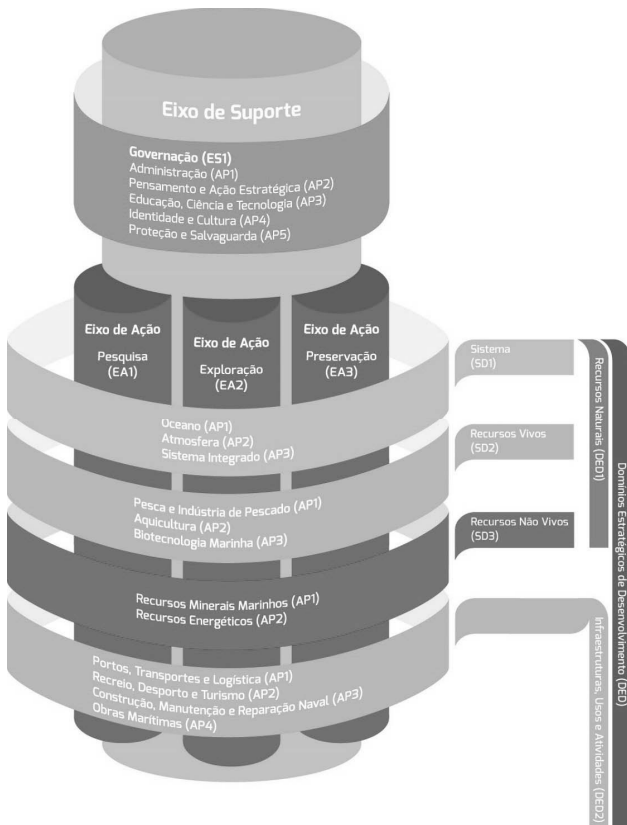 Eixo de Suporte
Governação (ES1)
Administração (AP1)
Pensamento e Ação Estratégica (AP2)
Educação, Ciência e Tecnologia (AP3)
Identidade e Cultura (AP4)
Proteção e Salvaguarda (AP5)
Eixo de Ação
Pesquisa
(EA1)
Eixo de Ação
Exploração
(EA2)
Eixo de Ação
Preservação
(EA3)
Oceano (AP1)
Atmosfera (AP2)
Sistema Integrado (AP3)
Sistema
(SD1)
Pesca e Indústria de Pescado (AP1)
Aquicultura (AP2)
Biotecnologia Marinha (AP3)
Recursos Vivos
(SD2)
Recursos Minerais Marinhos (AP1)
Recursos Energéticos (AP2)
Recursos Não Vivos
(SD3)
Portos, Transportes e Logística (AP1)
Recreio, Desporto e Turismo (AP2)
Construção, Manutenção e Reparação Naval (AP3)
Obras Marítimas (AP4)
Recursos Naturais (DED1)
Infraestruturas, Usos e Atividades (DED2)
Domínios Estratégicos de Desenvolvimento (DED)